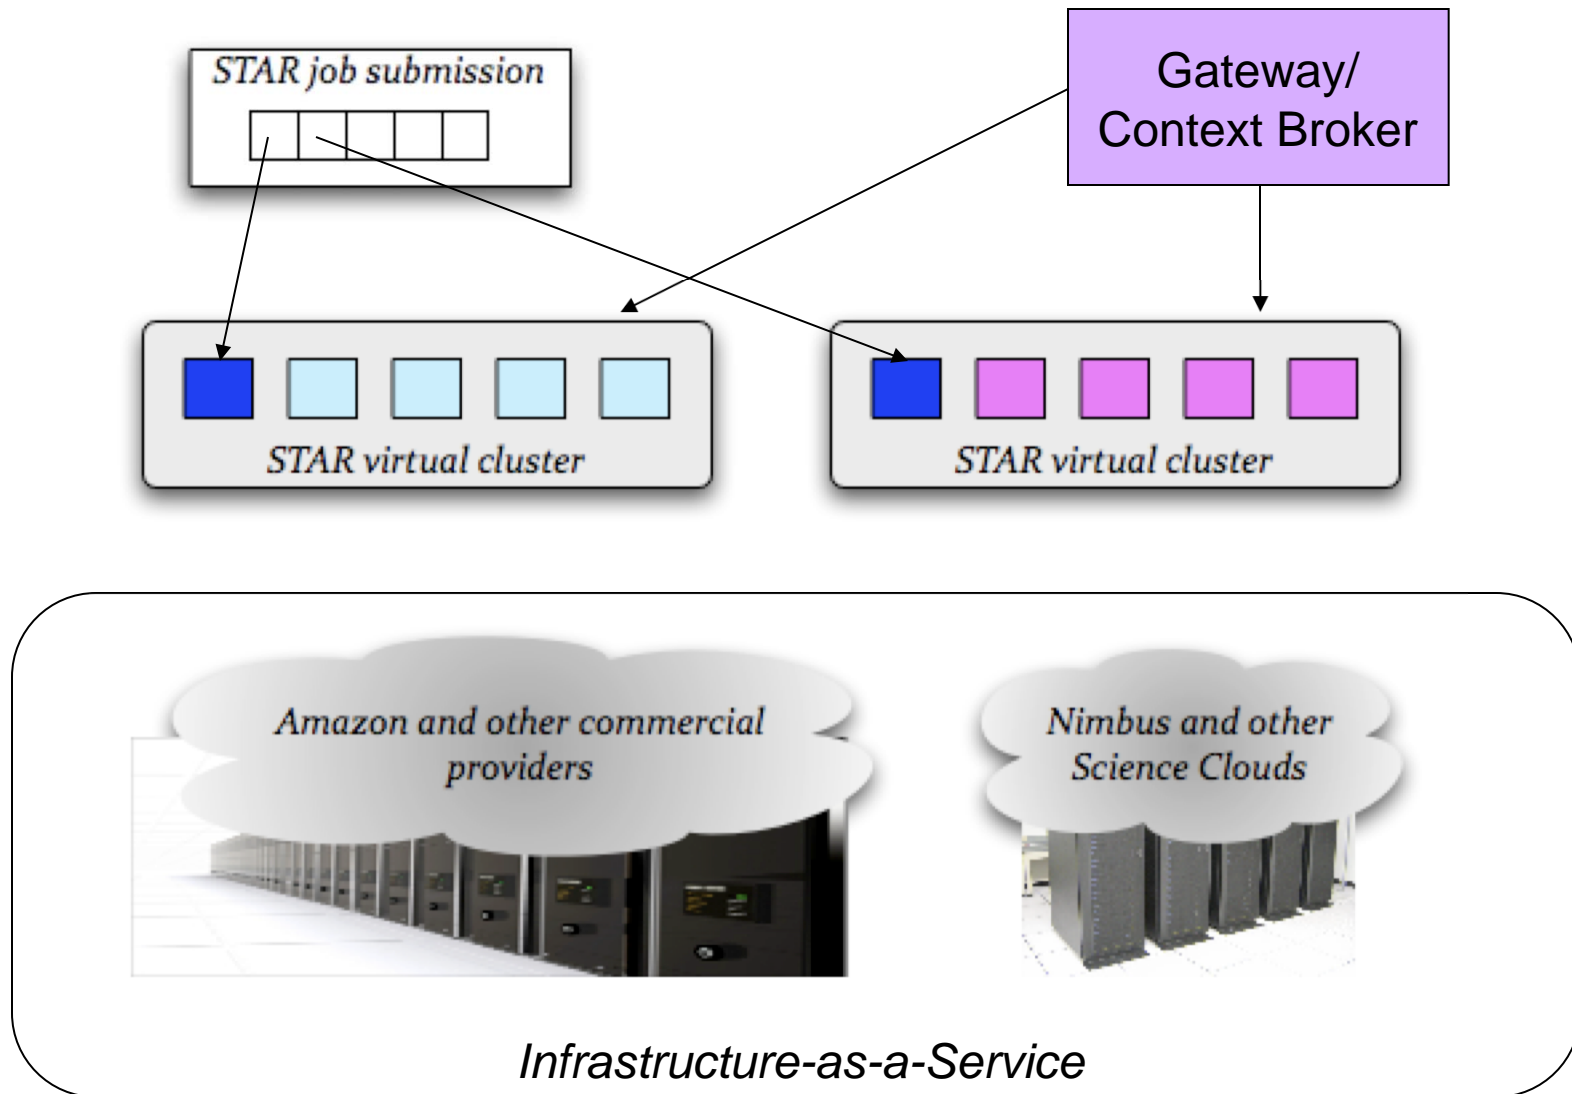 STAR job submission
Gateway/
Context Broker
STAR virtual cluster
STAR virtual cluster
Amazon and other commercial
providers
Nimbus and other
Science Clouds
Infrastructure-as-a-Service